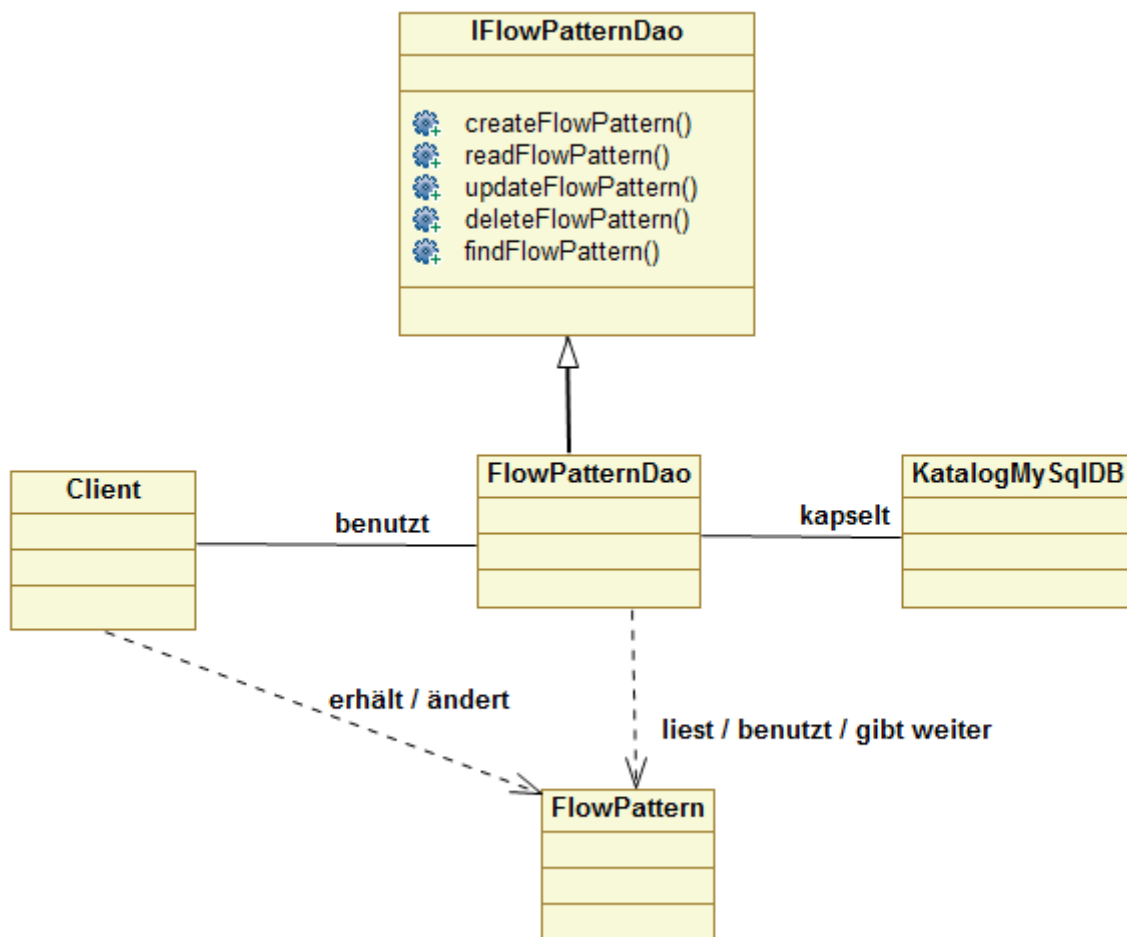 IFlowPatternDao
createFlowPattern()
readFlowPattern()
updateFlowPattern()
deleteFlowPattern()
findFlowPattern()
Client
benutzt
FlowPatternDao
kapselt
KatalogMySqlDB
erhält / ändert
liest / benutzt / gibt weiter
FlowPattern